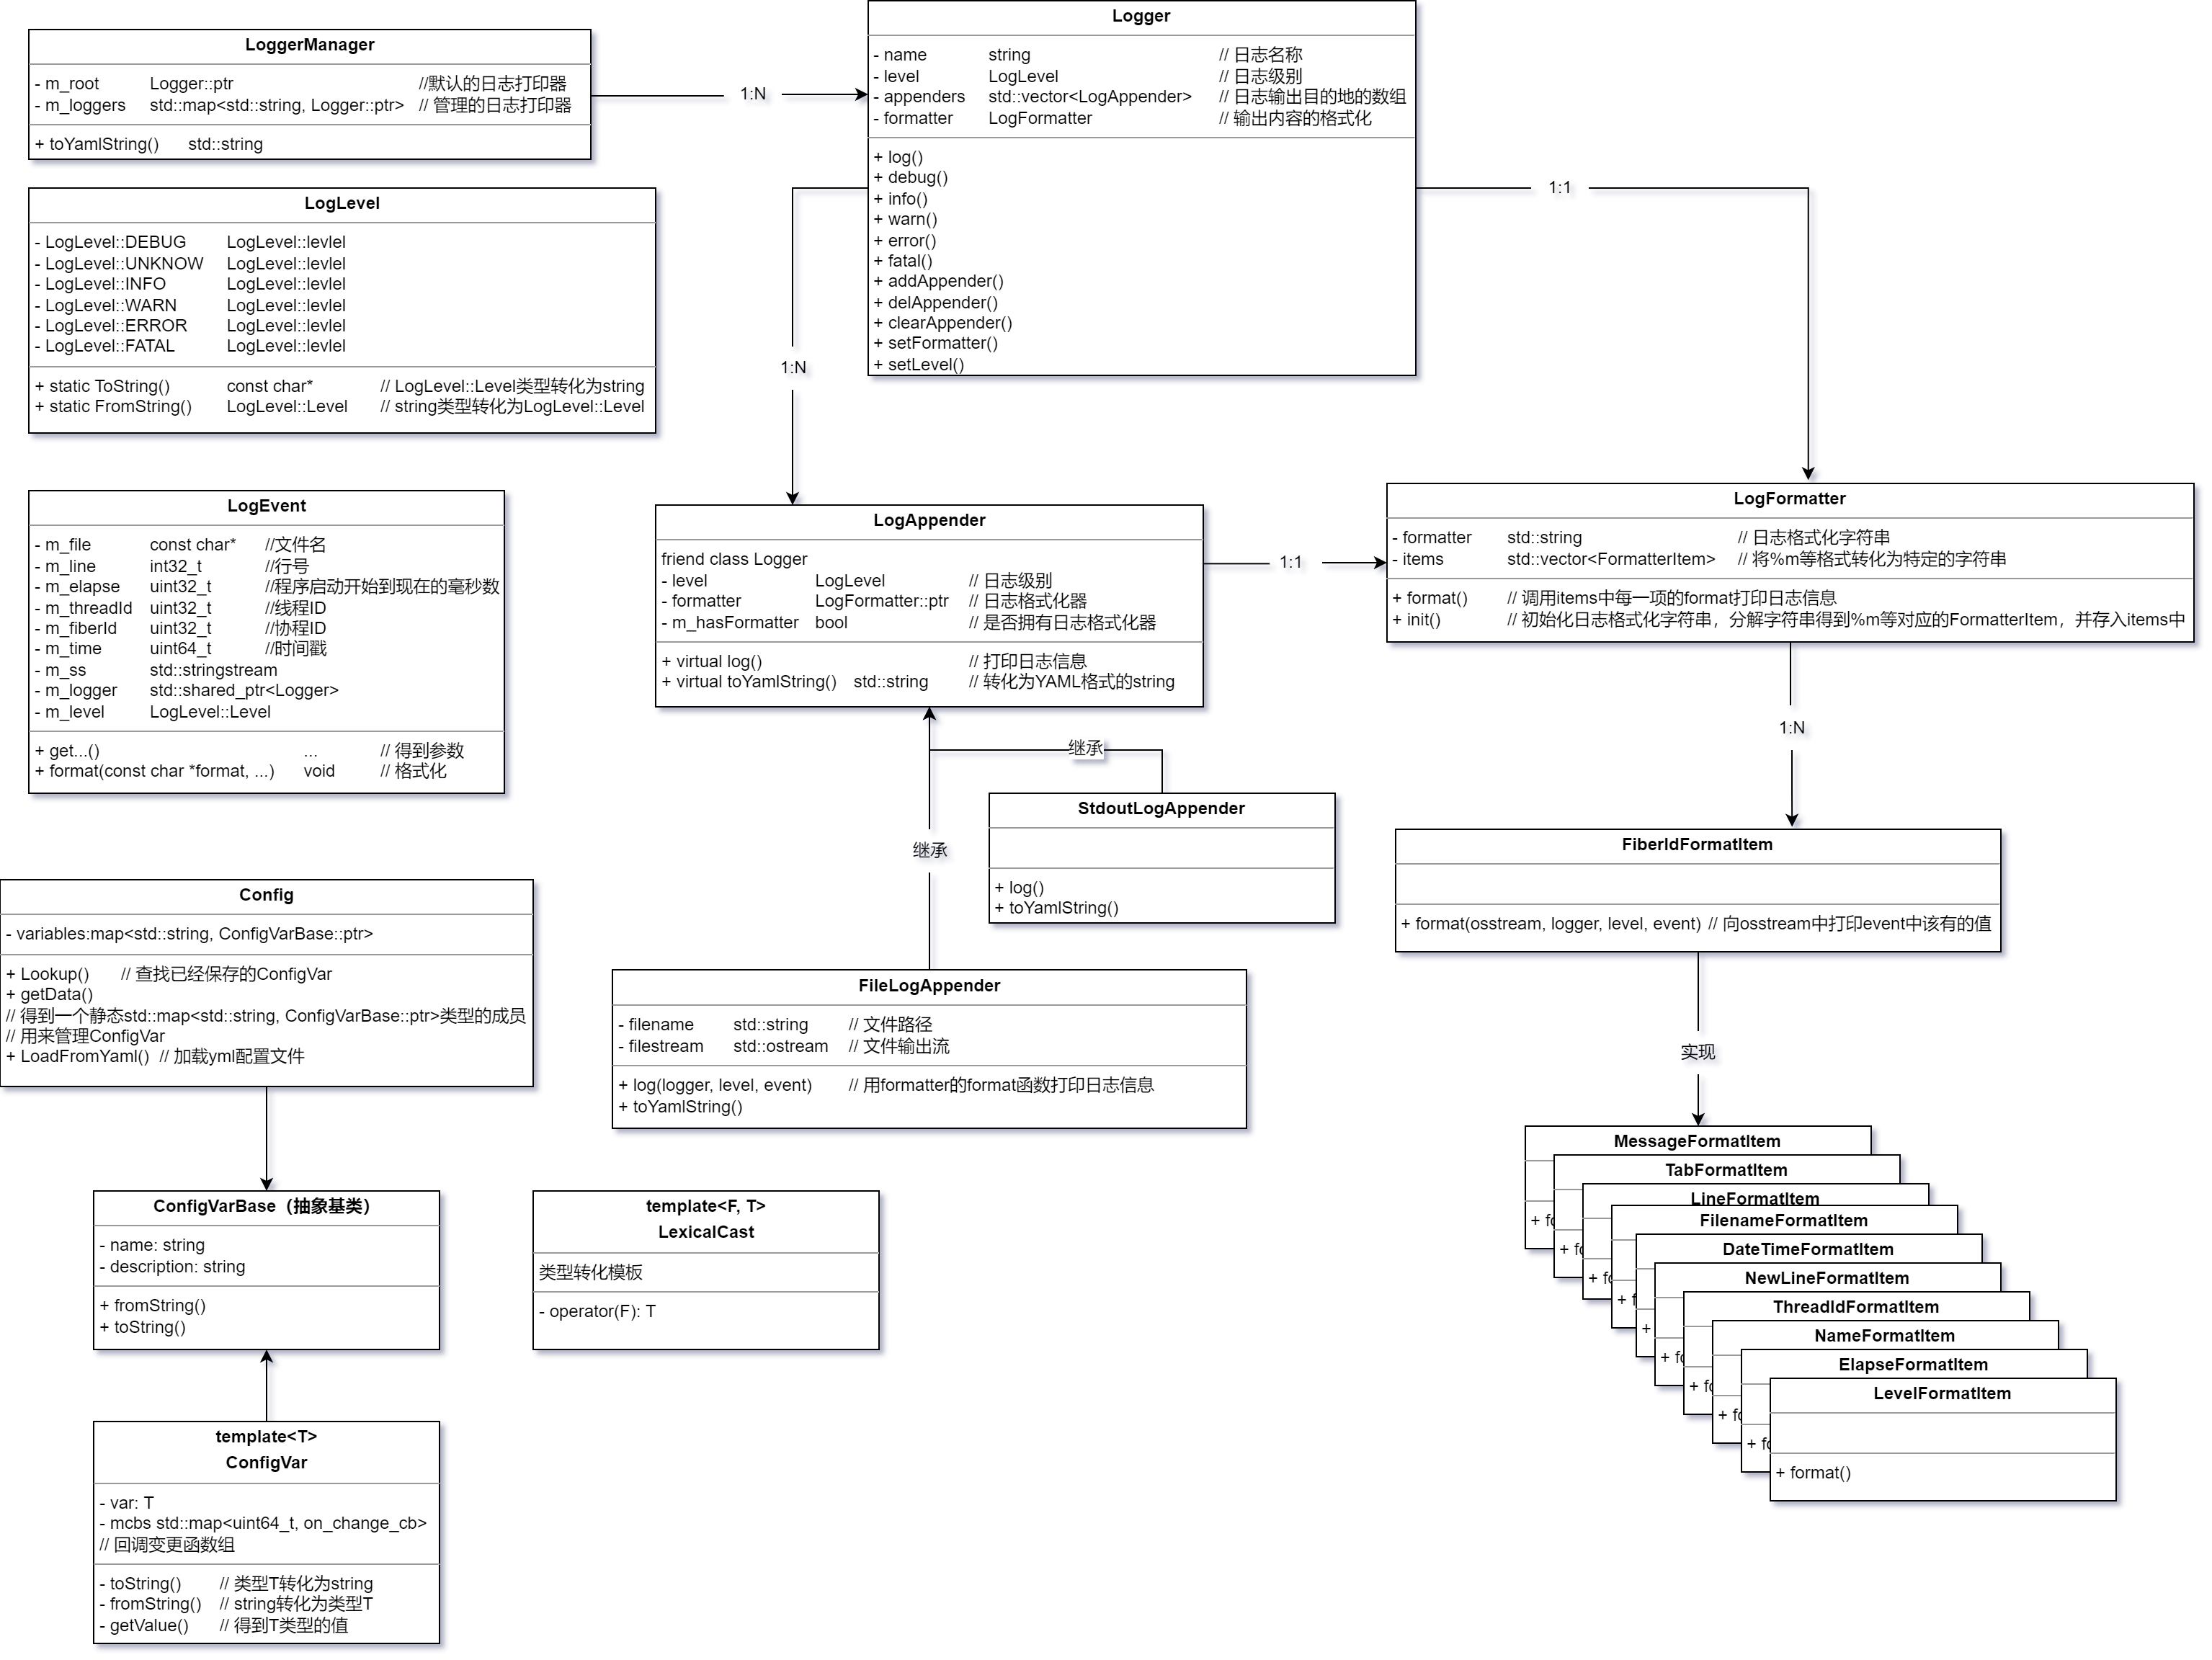 LoggerManager
- m_root Logger::ptr //默认的日志打印器
- m_loggers std::map<std::string, Logger::ptr> // 管理的日志打印器
+ toYamlString() std::string
1:N
Logger
- name string // 日志名称
- level LogLevel // 日志级别
- appenders std::vector<LogAppender> // 日志输出目的地的数组
- formatter LogFormatter // 输出内容的格式化
+ log()
+ debug()
+ info()
+ warn()
+ error()
+ fatal()
+ addAppender()
+ delAppender()
+ clearAppender()
+ setFormatter()
+ setLevel()
1:1
1:N
LogLevel
- LogLevel::DEBUG LogLevel::levlel
- LogLevel::UNKNOW LogLevel::levlel
- LogLevel::INFO LogLevel::levlel
- LogLevel::WARN LogLevel::levlel
- LogLevel::ERROR LogLevel::levlel
- LogLevel::FATAL LogLevel::levlel
+ static ToString() const char* // LogLevel::Level类型转化为string
+ static FromString() LogLevel::Level // string类型转化为LogLevel::Level
LogEvent
- m_file const char* //文件名
- m_line int32_t //行号
- m_elapse uint32_t //程序启动开始到现在的毫秒数
- m_threadId uint32_t //线程ID
- m_fiberId uint32_t //协程ID
- m_time uint64_t //时间戳
- m_ss std::stringstream
- m_logger std::shared_ptr<Logger>
- m_level LogLevel::Level
+ get...() ... // 得到参数
+ format(const char *format, ...) void // 格式化
LogAppender
friend class Logger
- level LogLevel // 日志级别
- formatter LogFormatter::ptr // 日志格式化器
- m_hasFormatter bool // 是否拥有日志格式化器
+ virtual log() // 打印日志信息
+ virtual toYamlString() std::string // 转化为YAML格式的string
1:1
LogFormatter
- formatter std::string // 日志格式化字符串
- items std::vector<FormatterItem> // 将%m等格式转化为特定的字符串
+ format() // 调用items中每一项的format打印日志信息
+ init() // 初始化日志格式化字符串，分解字符串得到%m等对应的FormatterItem，并存入items中
1:N
继承
继承
StdoutLogAppender
+ log()
+ toYamlString()
FiberIdFormatItem
+ format(osstream, logger, level, event) // 向osstream中打印event中该有的值
实现
FileLogAppender
- filename std::string // 文件路径
- filestream std::ostream // 文件输出流
+ log(logger, level, event) // 用formatter的format函数打印日志信息
+ toYamlString()
Config
- variables:map<std::string, ConfigVarBase::ptr>
+ Lookup() // 查找已经保存的ConfigVar
+ getData()
// 得到一个静态std::map<std::string, ConfigVarBase::ptr>类型的成员
// 用来管理ConfigVar
+ LoadFromYaml() // 加载yml配置文件
ConfigVarBase（抽象基类）
- name: string
- description: string
+ fromString()
+ toString()
template<F, T>
LexicalCast
类型转化模板
- operator(F): T
template<T>
ConfigVar
- var: T
- mcbs std::map<uint64_t, on_change_cb>
// 回调变更函数组
- toString() // 类型T转化为string
- fromString() // string转化为类型T
- getValue() // 得到T类型的值
MessageFormatItem
TabFormatItem
LineFormatItem
FilenameFormatItem
DateTimeFormatItem
NewLineFormatItem
ThreadIdFormatItem
NameFormatItem
ElapseFormatItem
LevelFormatItem
+ format()